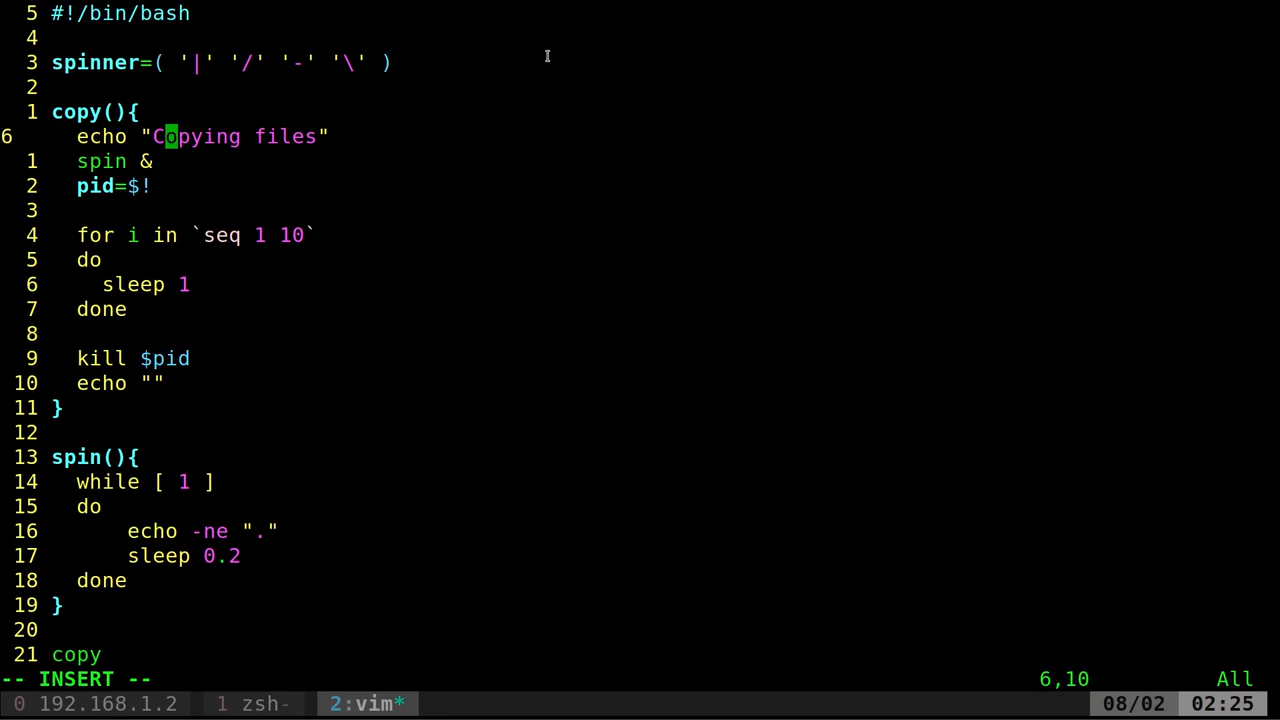 5 #!/bin/bash
4
3 spinner=( '|' '/' '-' '\' )
2
1 copy(){
6 echo "Copying files"
1 spin &
2 pid=$!
3
4 for i in `seq 1 10`
5 do
6 sleep 1
7 done
8
9 kill $pid
10 echo ""
11 }
12
13 spin(){
14 while [ 1 ]
15 do
16 echo -ne "."
17 sleep 0.2
18 done
19 }
20
21 copy
-- INSERT -- 6,10 All
0 192.168.1.2 1 zsh- 2:vim* 08/02 02:25